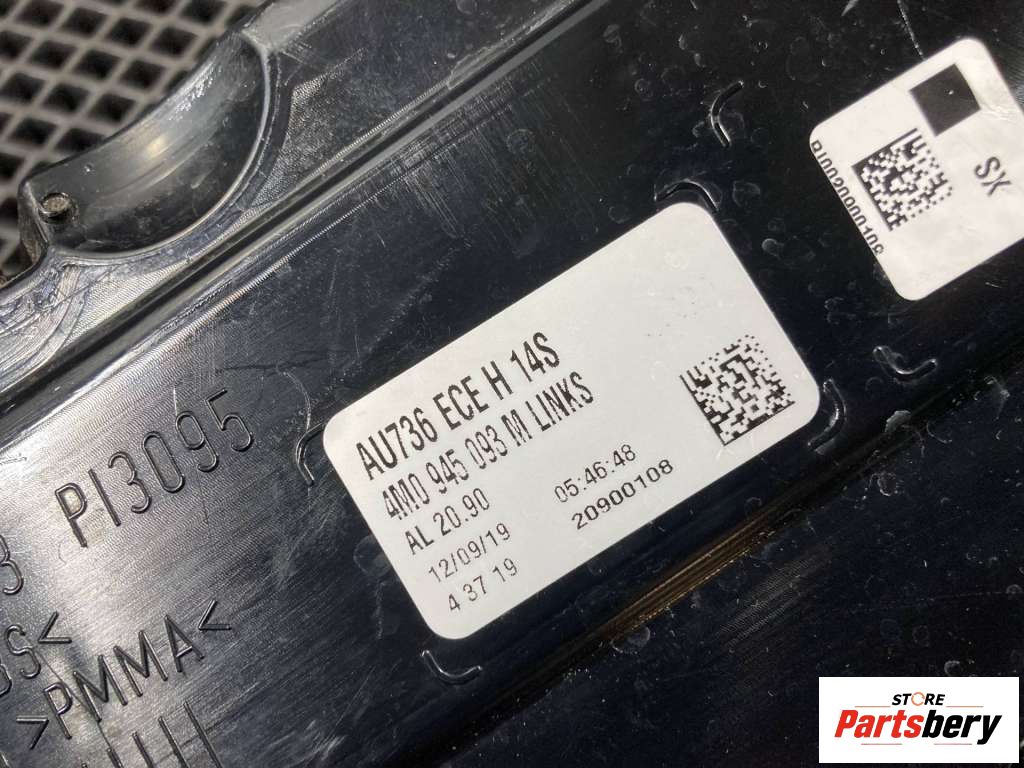 SX
PI3095
AU736 ECE H 14S
4M0 945 093 M LINKS
AL 20.90
12/09/19 05:46:48
4 37 19 20900108
>PMMA<
STORE
Partsbery